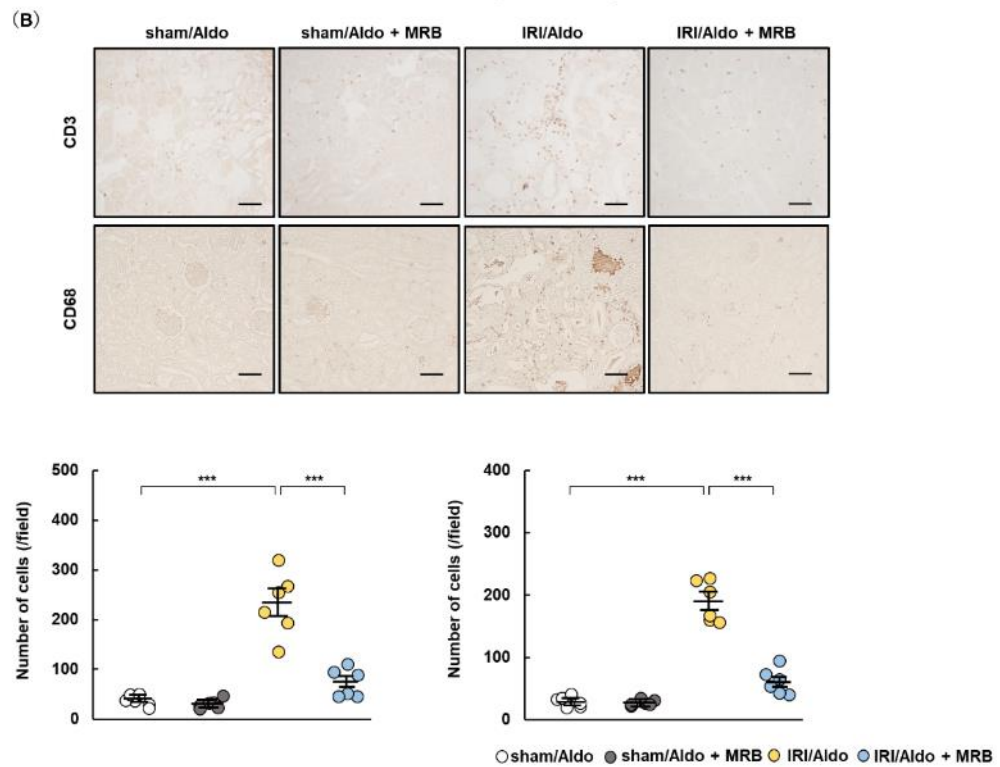 (B)
sham/Aldo sham/Aldo + MRB IRI/Aldo IRI/Aldo + MRB
CD3
CD68
Number of cells (/field)
500
400
300
200
100
0
*** ***
Number of cells (/field)
400
300
200
100
0
*** ***
sham/Aldo sham/Aldo + MRB IRI/Aldo IRI/Aldo + MRB